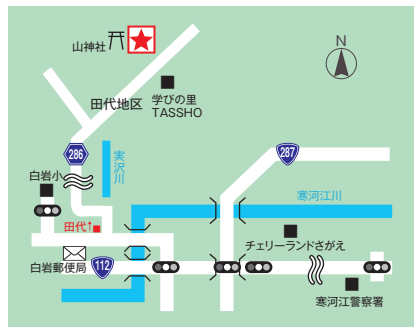 山神社
N
学びの里
TASSHO
田代地区
286
実沢川
287
白岩小
寒河江川
田代↑
チェリーランドさがえ
白岩郵便局
112
寒河江警察署